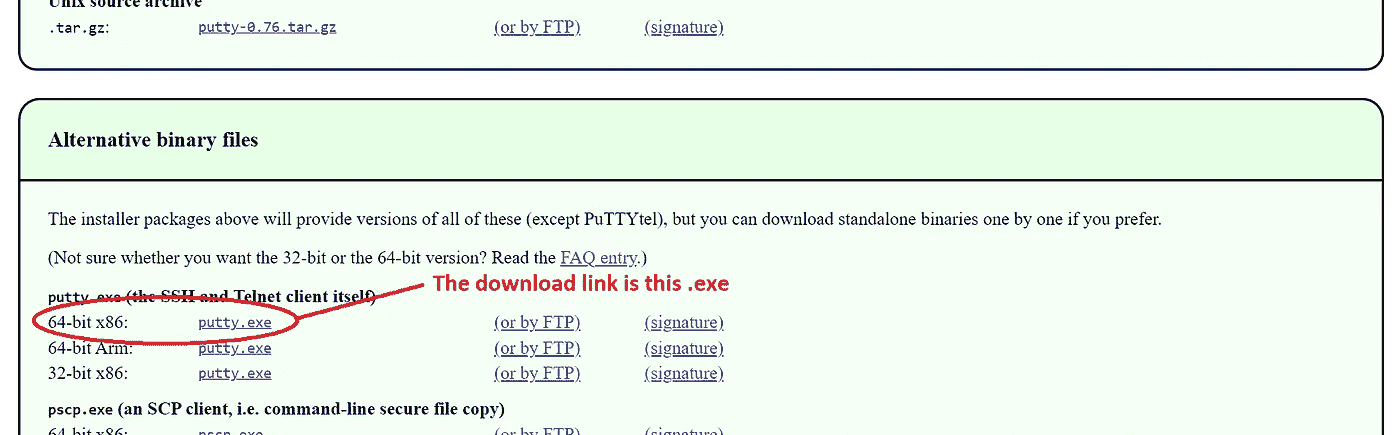 Unix source archive
.tar.gz: putty-0.76.tar.gz (or by FTP) (signature)
Alternative binary files
The installer packages above will provide versions of all of these (except PuTTYtel), but you can download standalone binaries one by one if you prefer.
(Not sure whether you want the 32-bit or the 64-bit version? Read the FAQ entry.)
The download link is this .exe
putty.exe (the SSH and Telnet client itself)
64-bit x86: putty.exe (or by FTP) (signature)
64-bit Arm: putty.exe (or by FTP) (signature)
32-bit x86: putty.exe (or by FTP) (signature)
pscp.exe (an SCP client, i.e. command-line secure file copy)
64-bit x86: pscp.exe (or by FTP) (signature)